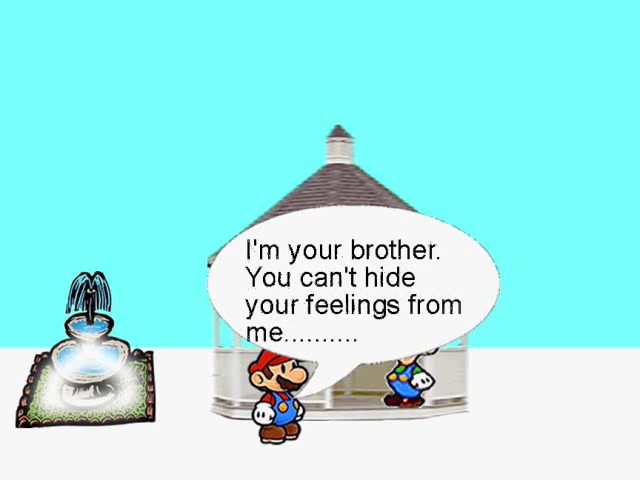 I'm your brother.
You can't hide
your feelings from
me..........